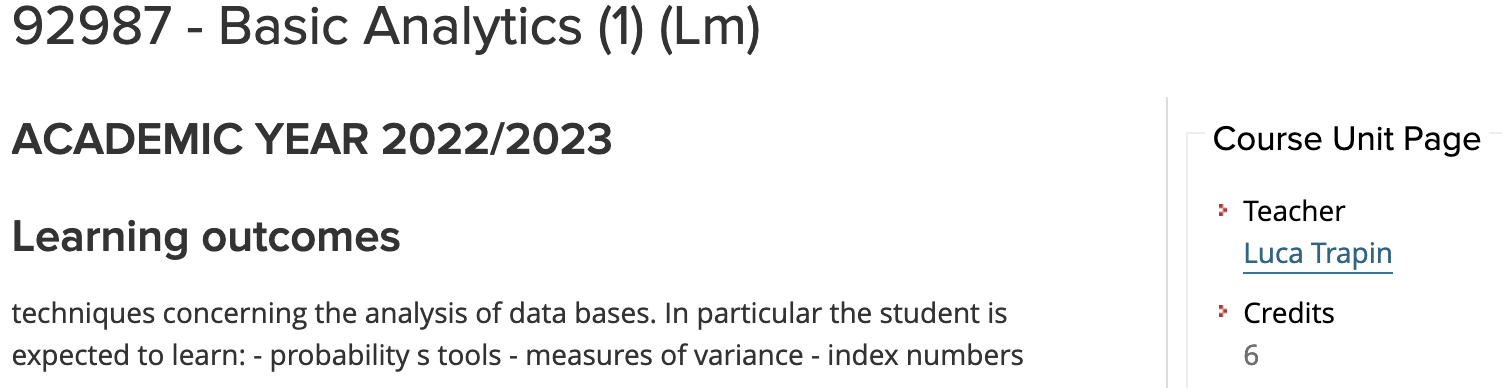 92987 - Basic Analytics (1) (Lm)
ACADEMIC YEAR 2022/2023
Learning outcomes
techniques concerning the analysis of data bases. In particular the student is
expected to learn: - probability s tools - measures of variance - index numbers
Course Unit Page
Teacher
Luca Trapin
Credits
6